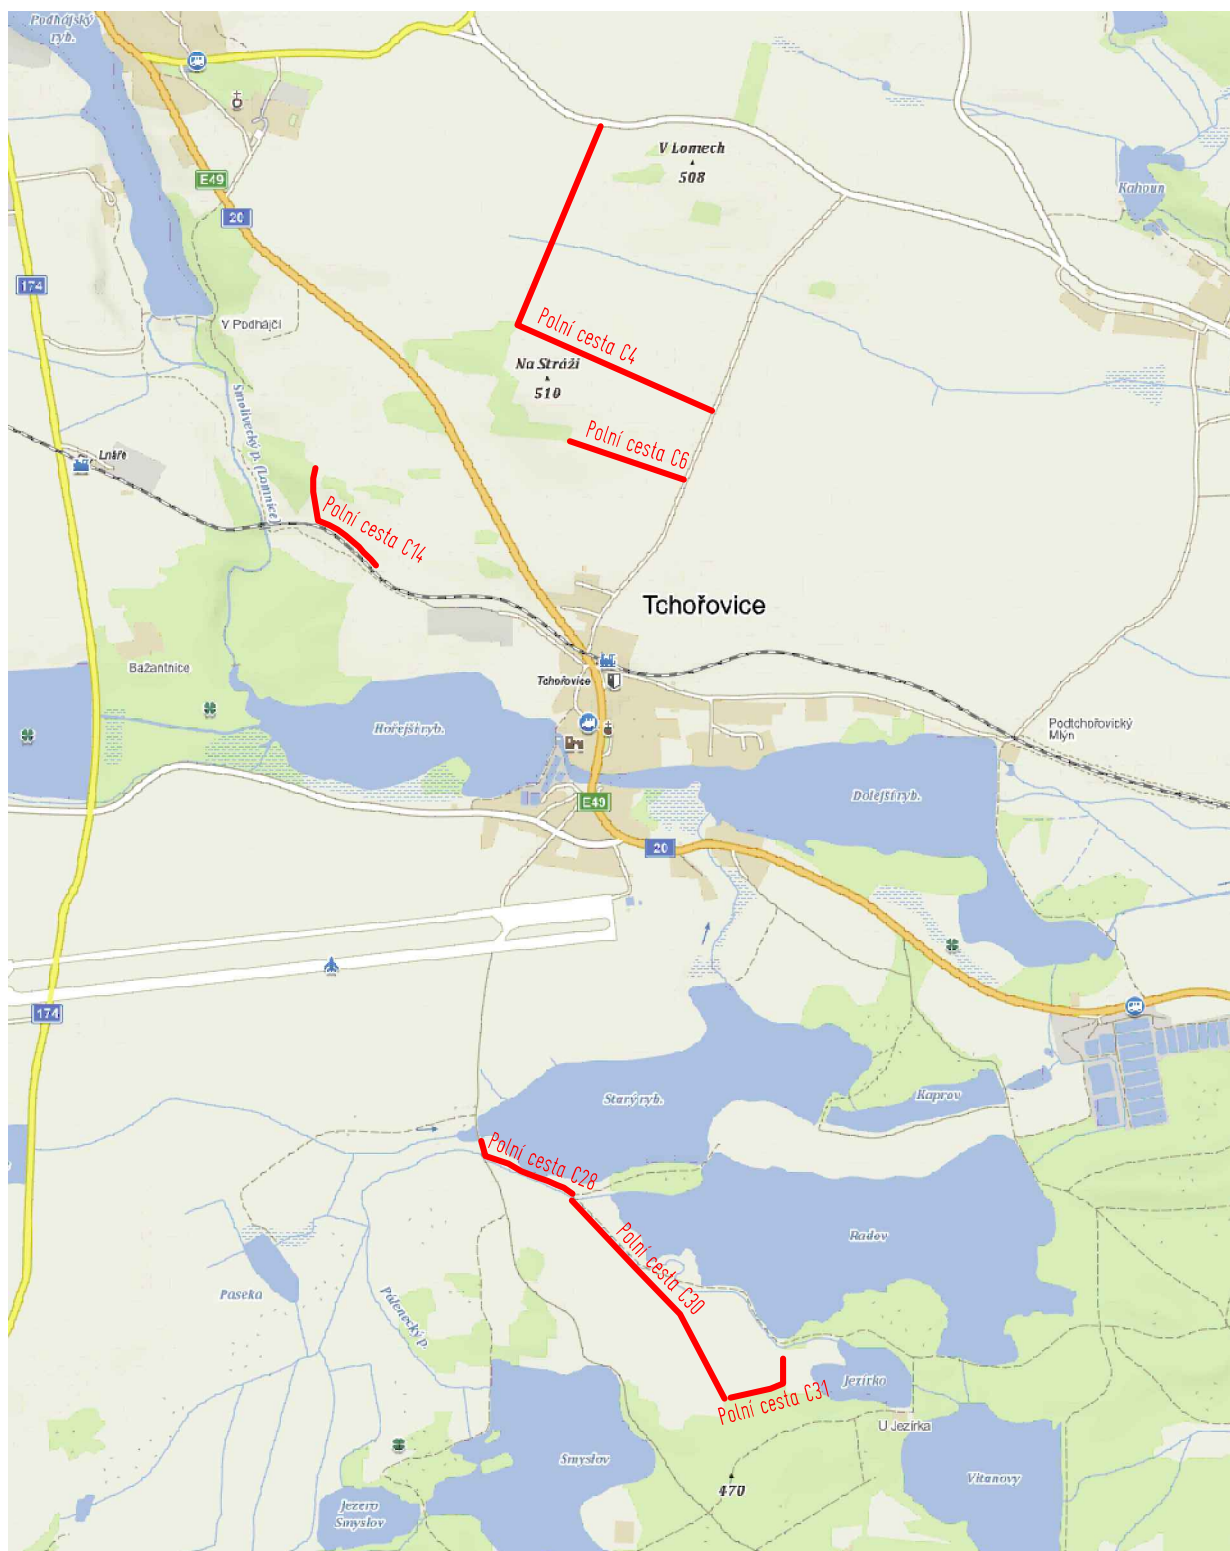 Podhájský
ryb.
E49
20
V Lomech
508
Kahoun
174
V Podhájčí
Polní cesta C4
Na Stráži
510
Polní cesta C6
Smolivecký p. (Lomnice)
Lnáře
Polní cesta C14
Tchořovice
Bažantnice
Tchořovice
Hořejší ryb.
Podtchořovický
Mlýn
Dolejší ryb.
E49
20
174
Starý ryb.
Kaprov
Polní cesta C28
Radov
Polní cesta C30
Paseka
Pálenecký p.
Jezírko
Polní cesta C31
U Jezírka
Smyslov
Vitanovy
470
Jezero
Smyslov